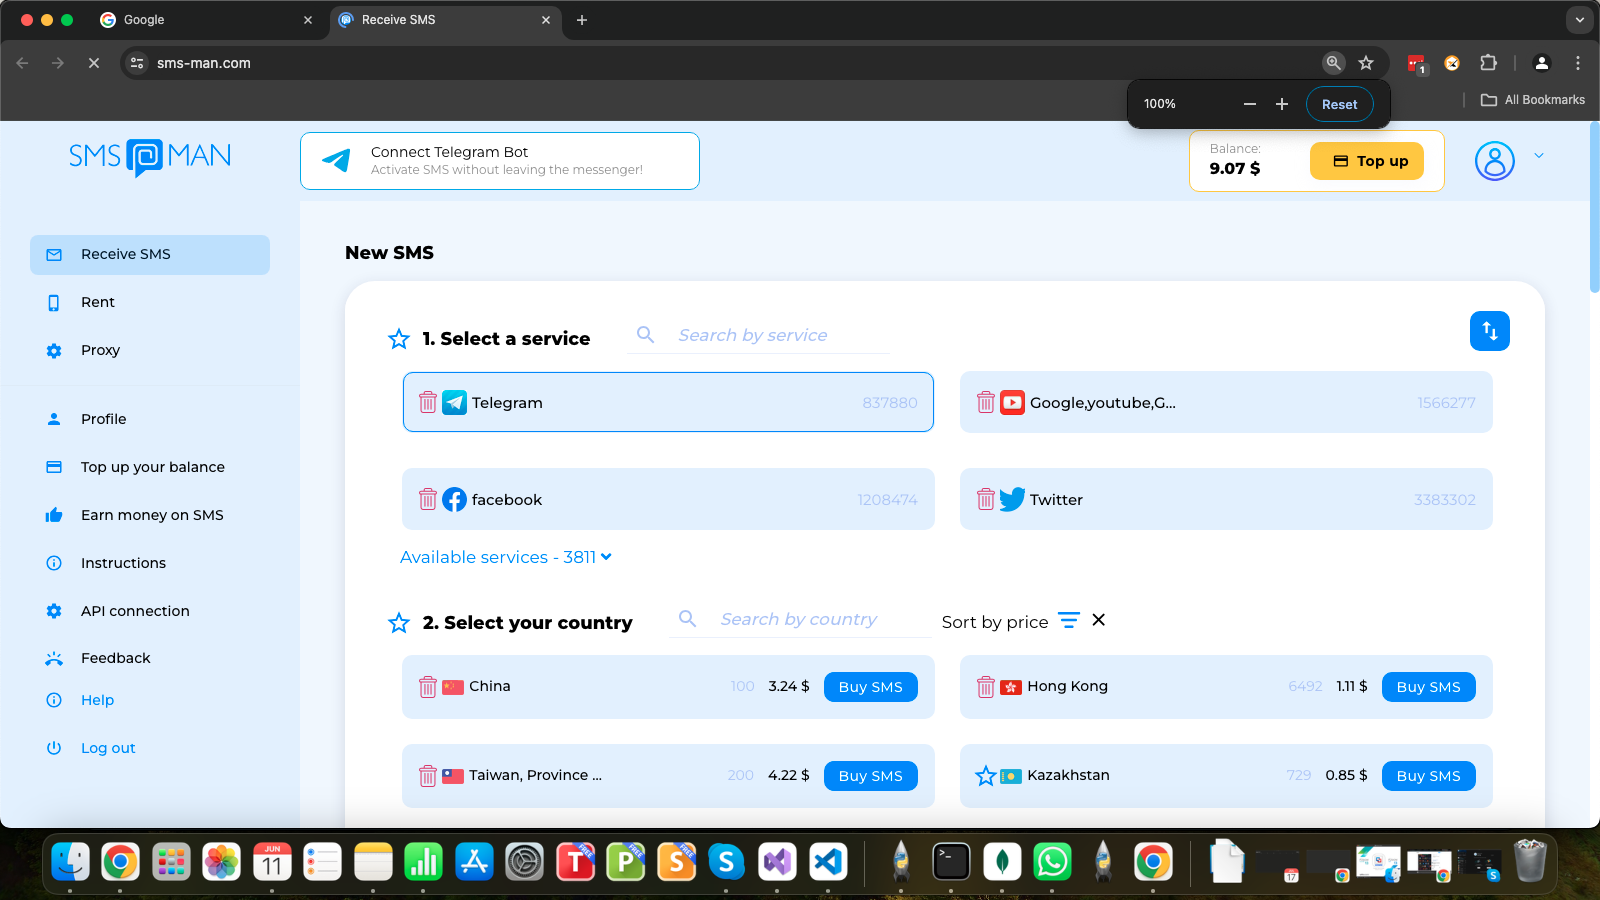 Google
Receive SMS
sms-man.com
1
100%
Reset
All Bookmarks
SMS MAN
Connect Telegram Bot
Activate SMS without leaving the messenger!
Balance:
9.07 $
Top up
Receive SMS
Rent
Proxy
Profile
Top up your balance
Earn money on SMS
Instructions
API connection
Feedback
Help
Log out
New SMS
1. Select a service
Search by service
Telegram 837880
Google,youtube,G... 1566277
facebook 1208474
Twitter 3383302
Available services - 3811
2. Select your country
Search by country
Sort by price
China 100 3.24 $ Buy SMS
Hong Kong 6492 1.11 $ Buy SMS
Taiwan, Province ... 200 4.22 $ Buy SMS
Kazakhstan 729 0.85 $ Buy SMS
JUN
11
T FREE
P FREE
S FREE
17